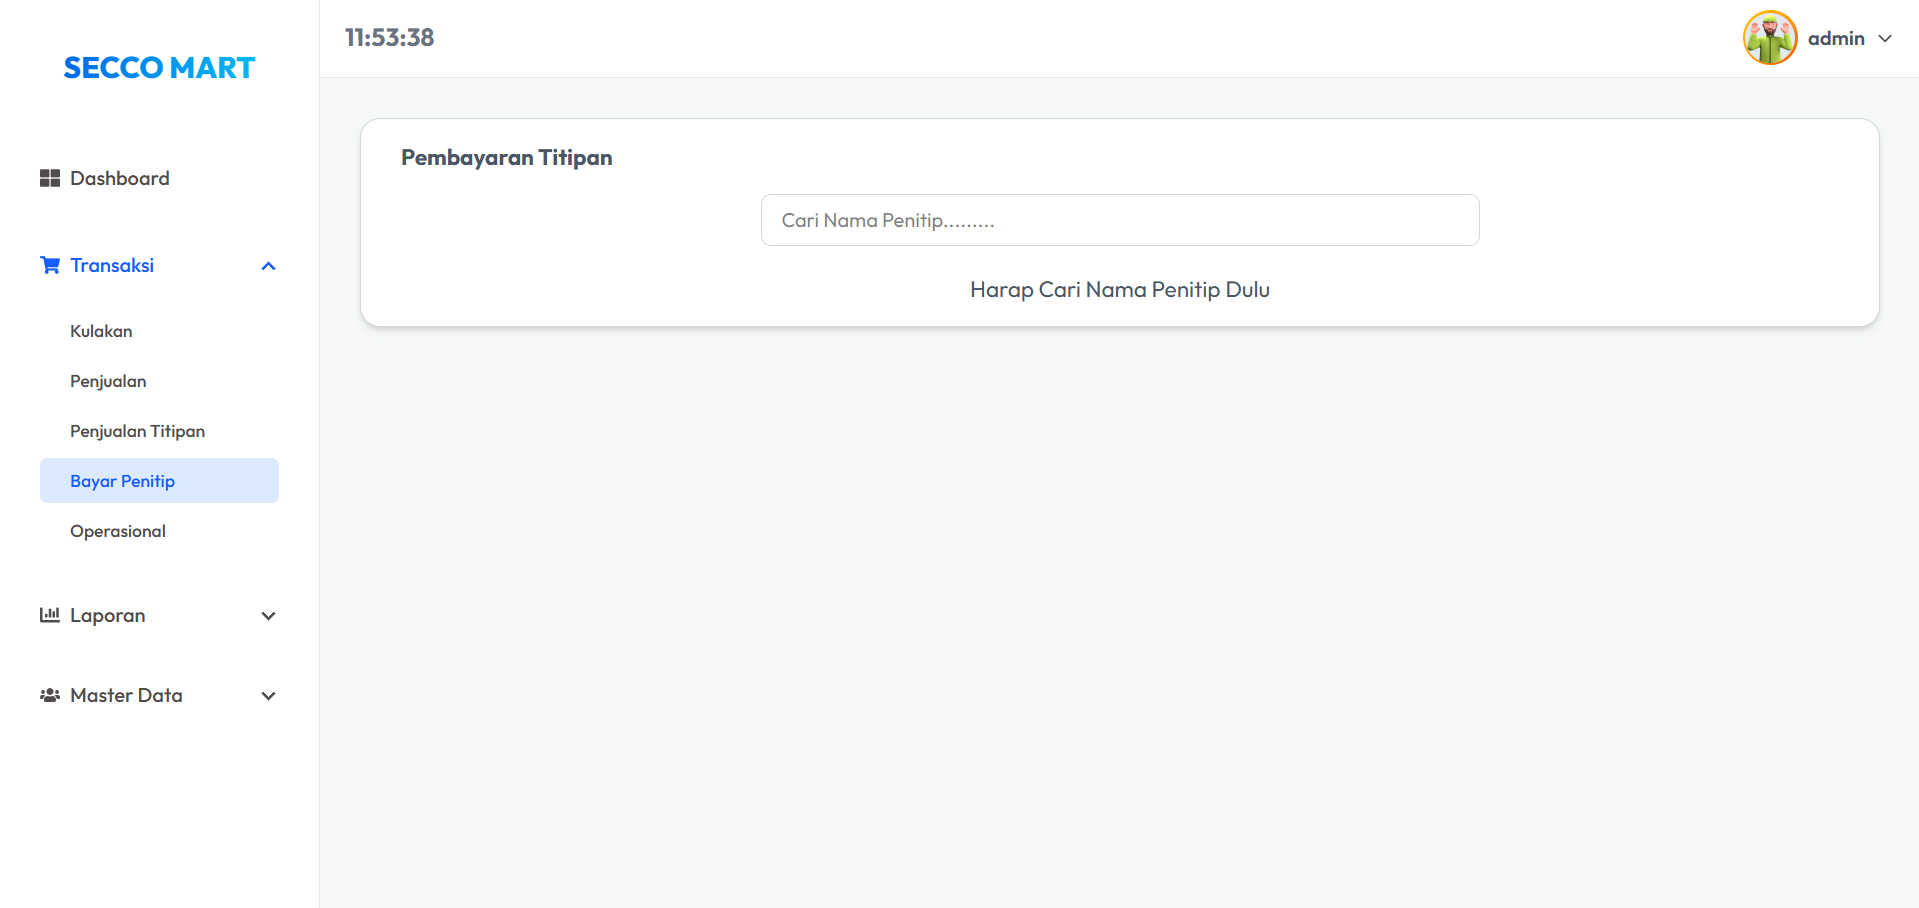 SECCO MART
11:53:38
admin
Dashboard
Transaksi
Kulakan
Penjualan
Penjualan Titipan
Bayar Penitip
Operasional
Laporan
Master Data
Pembayaran Titipan
Cari Nama Penitip.........
Harap Cari Nama Penitip Dulu